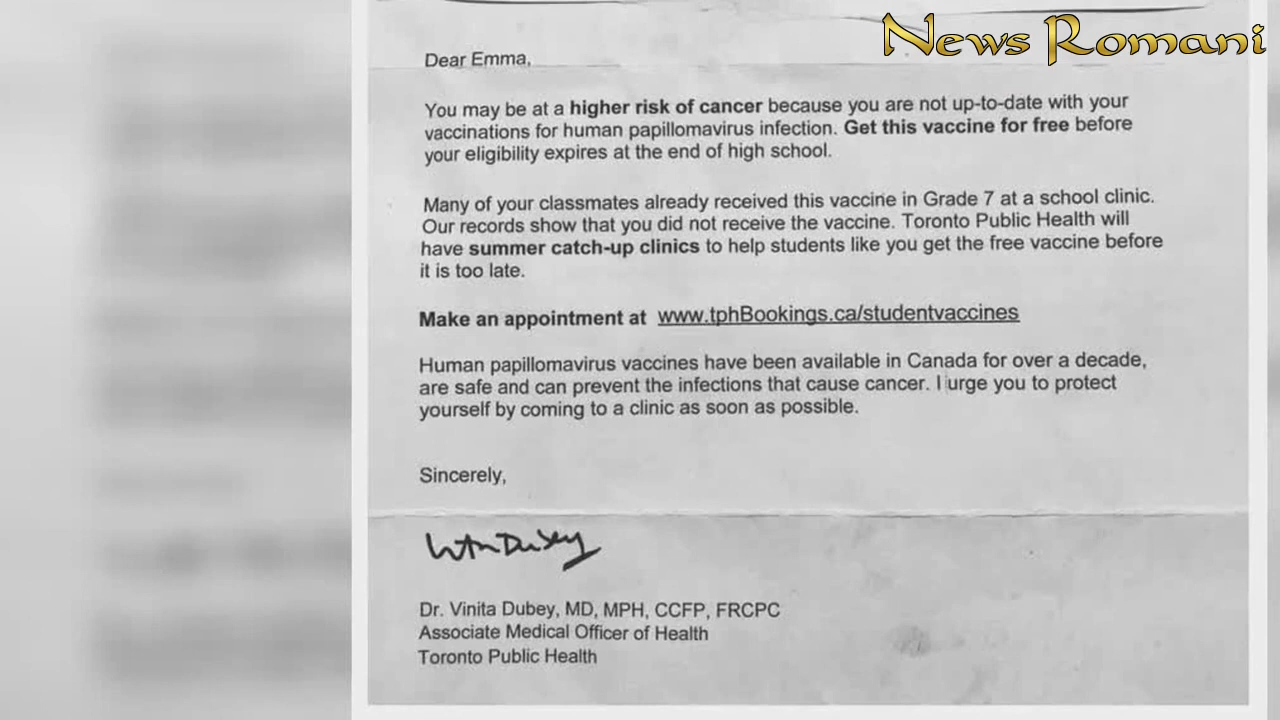 News Romani
Dear Emma,
You may be at a higher risk of cancer because you are not up-to-date with your
vaccinations for human papillomavirus infection. Get this vaccine for free before
your eligibility expires at the end of high school.
Many of your classmates already received this vaccine in Grade 7 at a school clinic.
Our records show that you did not receive the vaccine. Toronto Public Health will
have summer catch-up clinics to help students like you get the free vaccine before
it is too late.
Make an appointment at www.tphBookings.ca/studentvaccines
Human papillomavirus vaccines have been available in Canada for over a decade,
are safe and can prevent the infections that cause cancer. I urge you to protect
yourself by coming to a clinic as soon as possible.
Sincerely,
Dr. Vinita Dubey, MD, MPH, CCFP, FRCPC
Associate Medical Officer of Health
Toronto Public Health